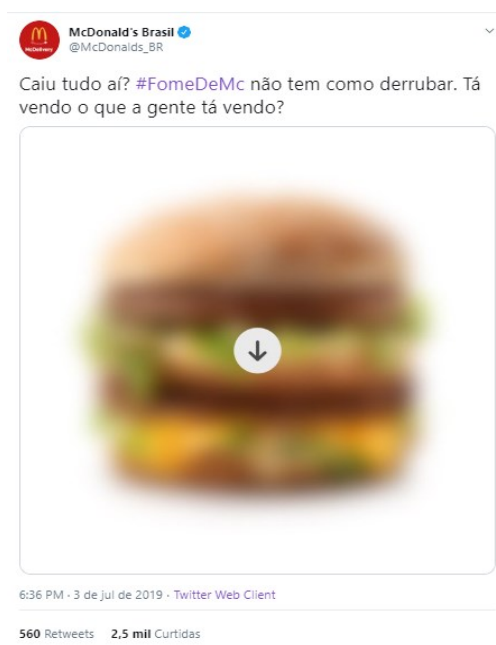 McDonald's Brasil
@McDonalds_BR
McDelivery
Caiu tudo aí? #FomeDeMc não tem como derrubar. Tá
vendo o que a gente tá vendo?
6:36 PM · 3 de jul de 2019 · Twitter Web Client
560 Retweets 2,5 mil Curtidas